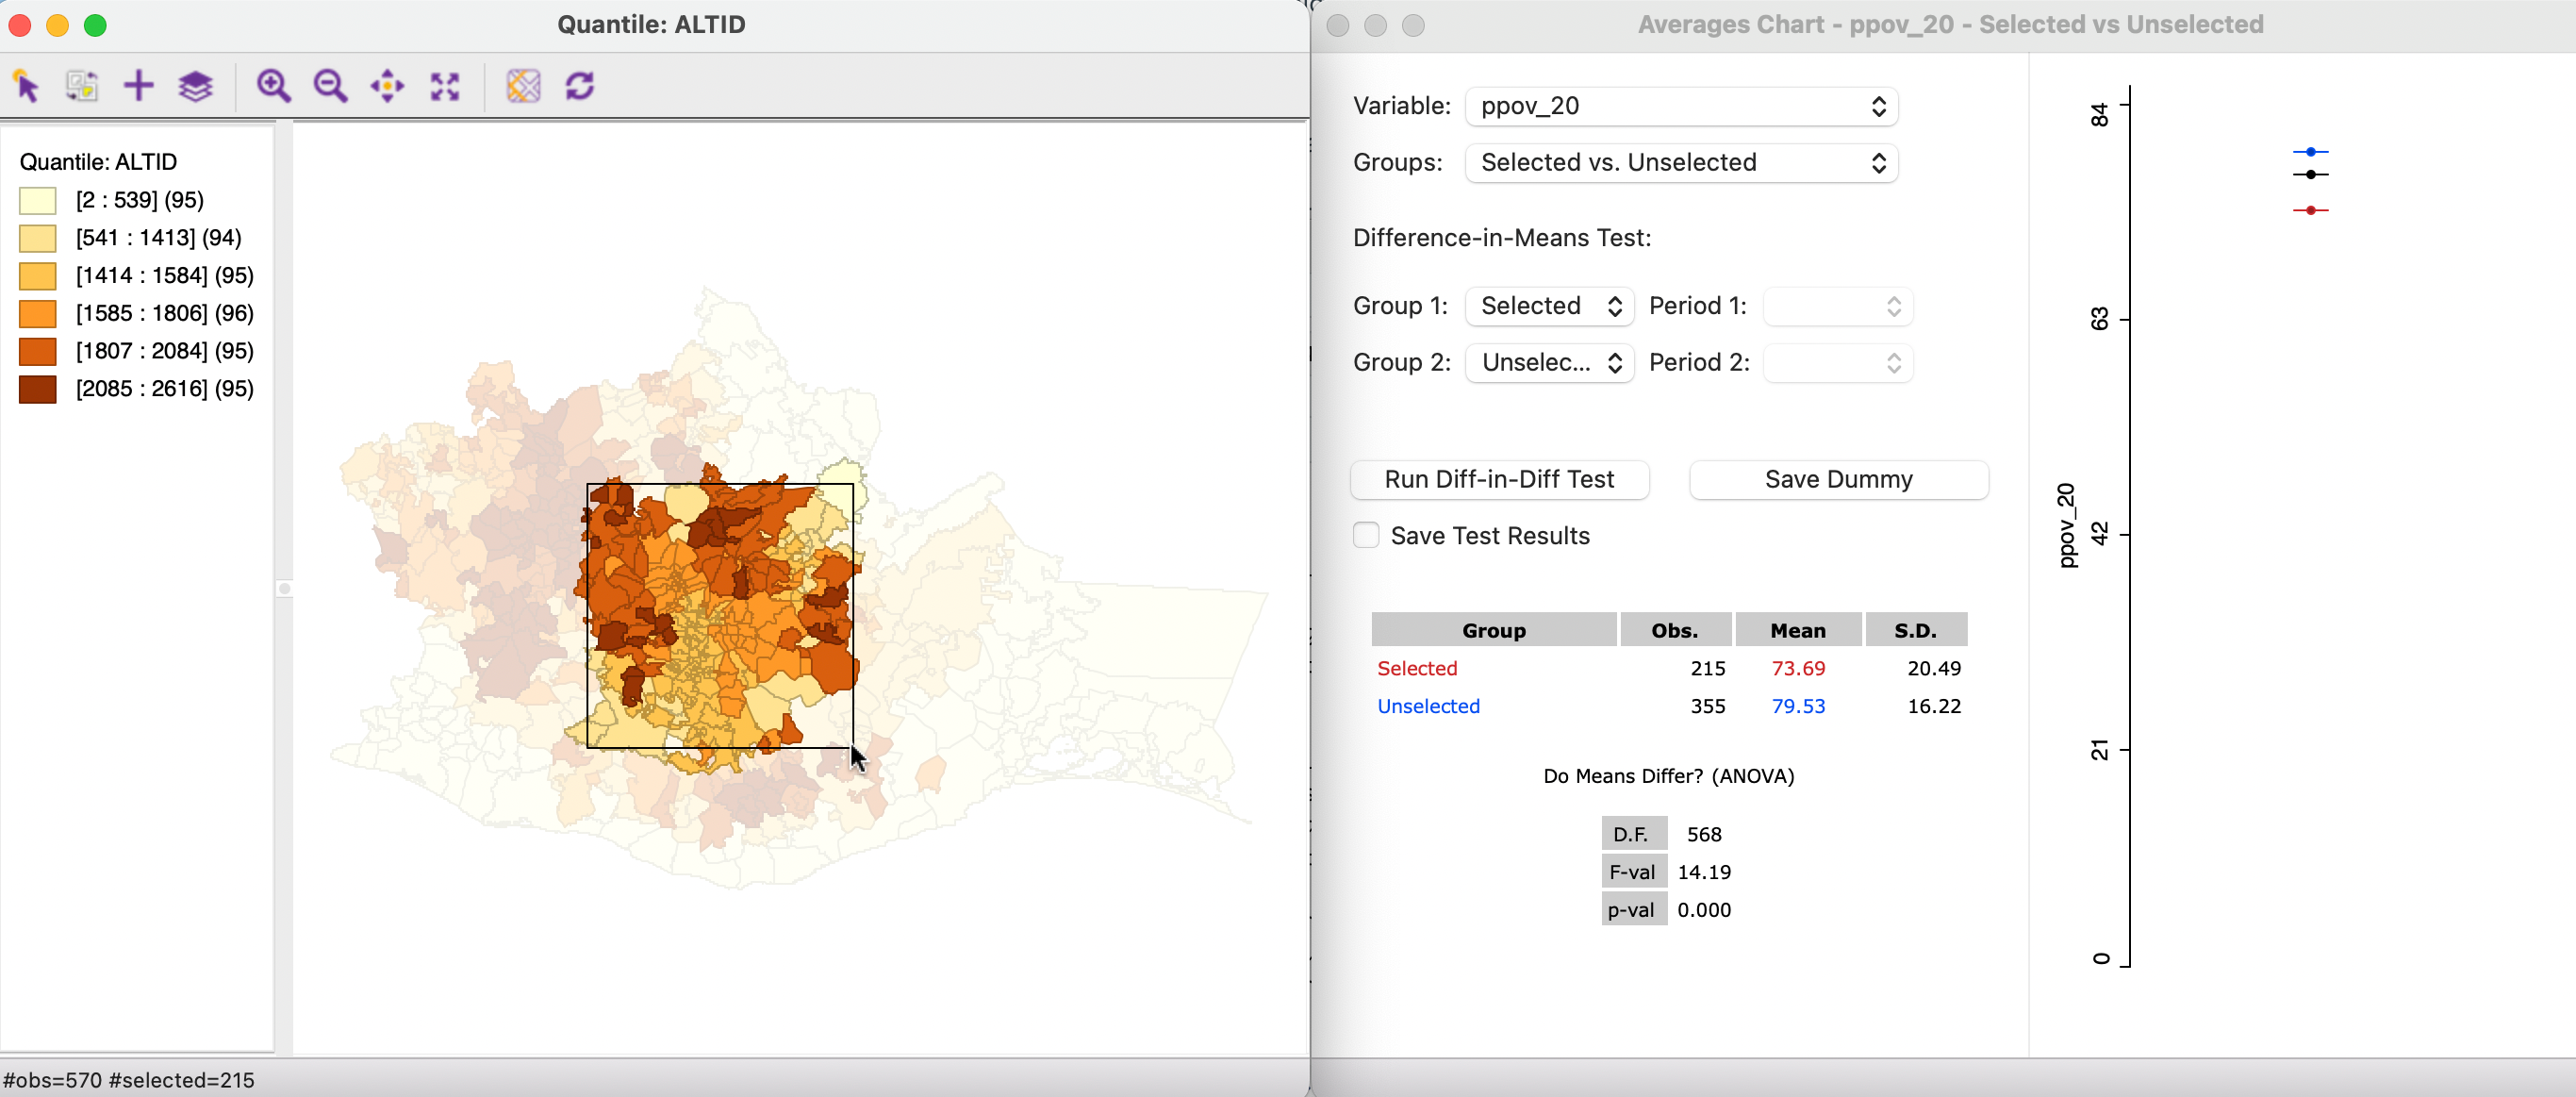 Quantile: ALTID
Quantile: ALTID
[2 : 539] (95)
[541 : 1413] (94)
[1414 : 1584] (95)
[1585 : 1806] (96)
[1807 : 2084] (95)
[2085 : 2616] (95)
#obs=570 #selected=215
Averages Chart - ppov_20 - Selected vs Unselected
Variable: ppov_20
Groups: Selected vs. Unselected
Difference-in-Means Test:
Group 1: Selected Period 1:
Group 2: Unselec... Period 2:
Run Diff-in-Diff Test Save Dummy
Save Test Results
Group Obs. Mean S.D.
Selected 215 73.69 20.49
Unselected 355 79.53 16.22
Do Means Differ? (ANOVA)
D.F. 568
F-val 14.19
p-val 0.000
ppov_20
84
63
42
21
0